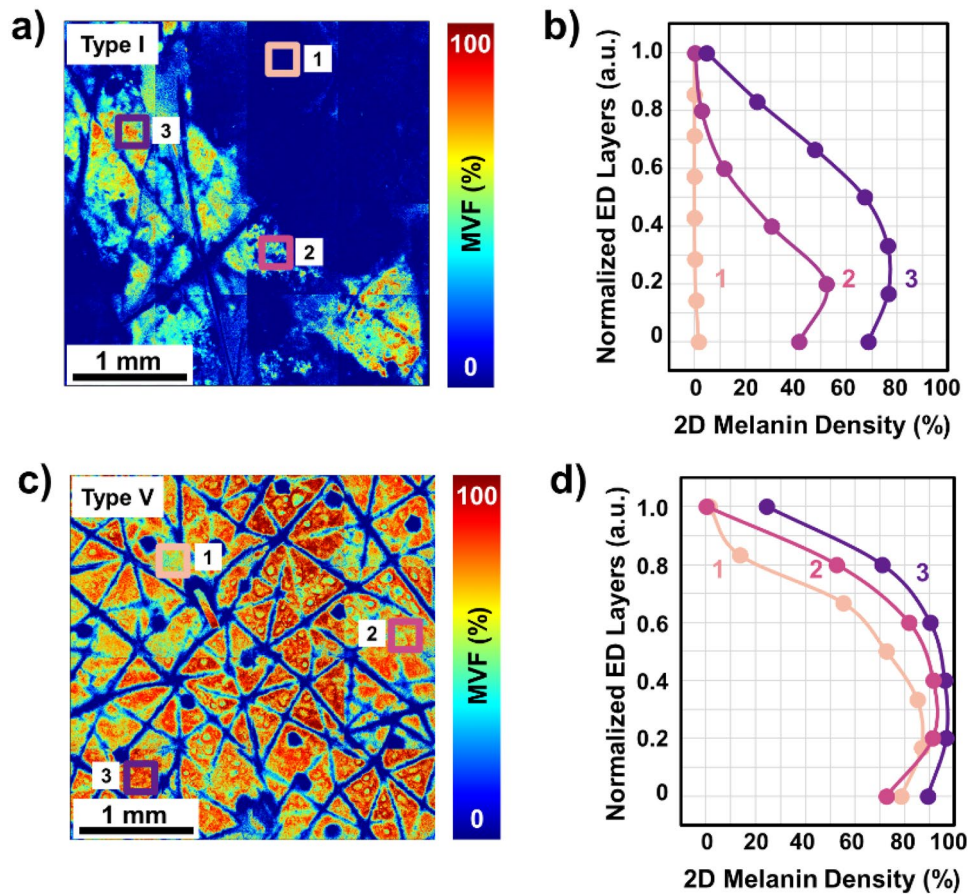 a)
Type I
1
3
2
1 mm
100
MVF (%)
0
b)
Normalized ED Layers (a.u.)
1.0
0.8
0.6
0.4
0.2
0
1
2
3
0 20 40 60 80 100
2D Melanin Density (%)
c)
Type V
1
2
3
1 mm
100
MVF (%)
0
d)
Normalized ED Layers (a.u.)
1.0
0.8
0.6
0.4
0.2
0
1
2
3
0 20 40 60 80 100
2D Melanin Density (%)